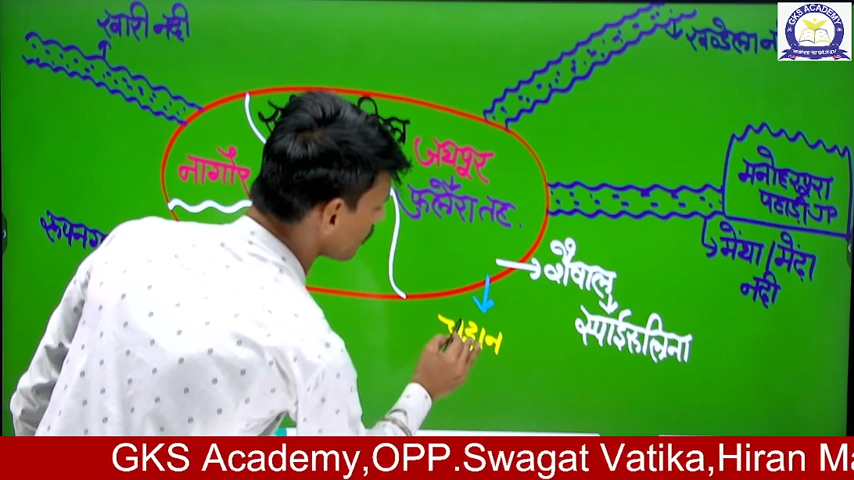 खारी नदी
खण्डेला न
GKS ACADEMY
नागौर
जयपुर
फुलेरा तह.
मनोहरपुरा
पहाडी JP
मेंथा/मेंढा
नदी
रूपनग
शैवाल
स्पाईरूलिना
GKS Academy,OPP.Swagat Vatika,Hiran Ma